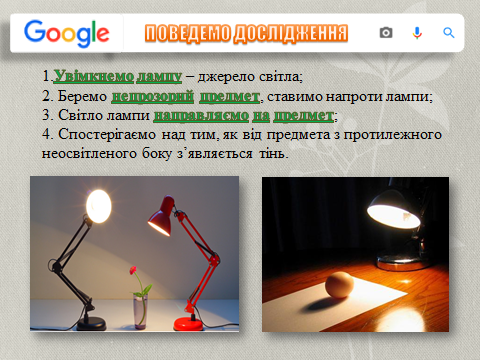 Google ПОВЕДЕМО ДОСЛІДЖЕННЯ
1.Увімкнемо лампу – джерело світла;
2. Беремо непрозорий предмет, ставимо напроти лампи;
3. Світло лампи направляємо на предмет;
4. Спостерігаємо над тим, як від предмета з протилежного
неосвітленого боку з’являється тінь.